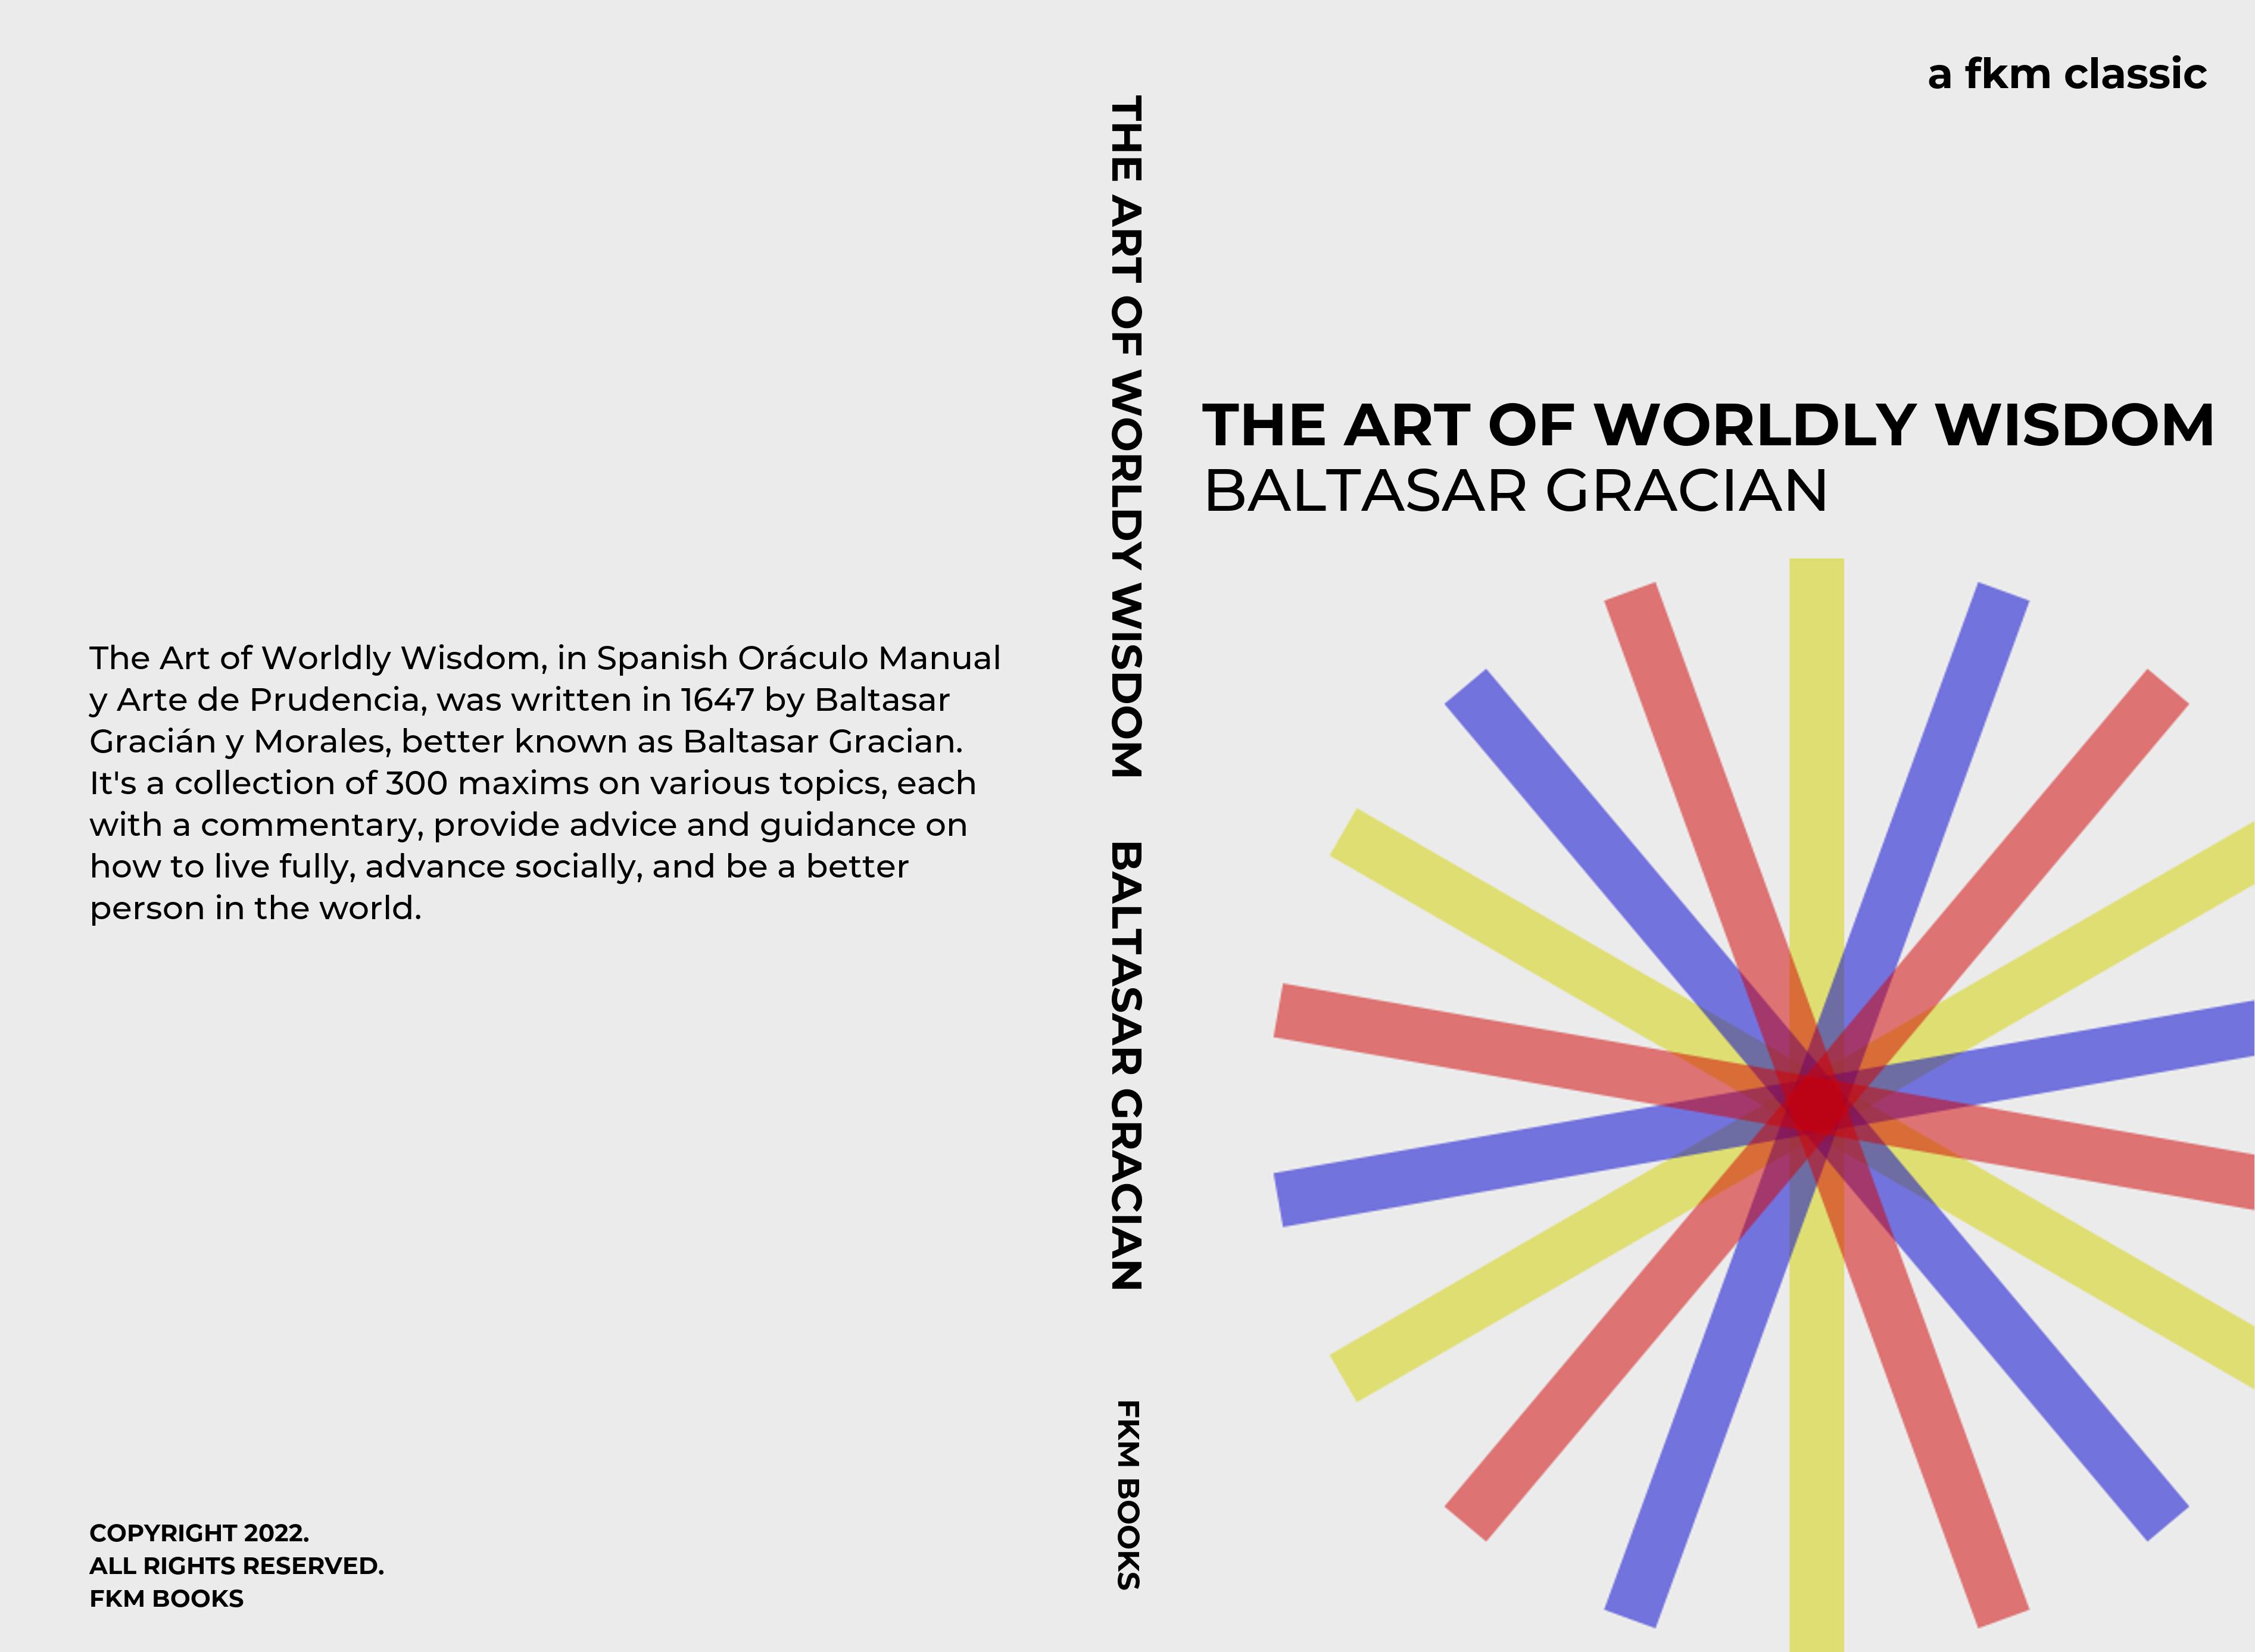 The Art of Worldly Wisdom, in Spanish Oráculo Manual
y Arte de Prudencia, was written in 1647 by Baltasar
Gracián y Morales, better known as Baltasar Gracian.
It's a collection of 300 maxims on various topics, each
with a commentary, provide advice and guidance on
how to live fully, advance socially, and be a better
person in the world.
COPYRIGHT 2022.
ALL RIGHTS RESERVED.
FKM BOOKS
THE ART OF WORLDY WISDOM BALTASAR GRACIAN FKM BOOKS
a fkm classic
THE ART OF WORLDLY WISDOM
BALTASAR GRACIAN